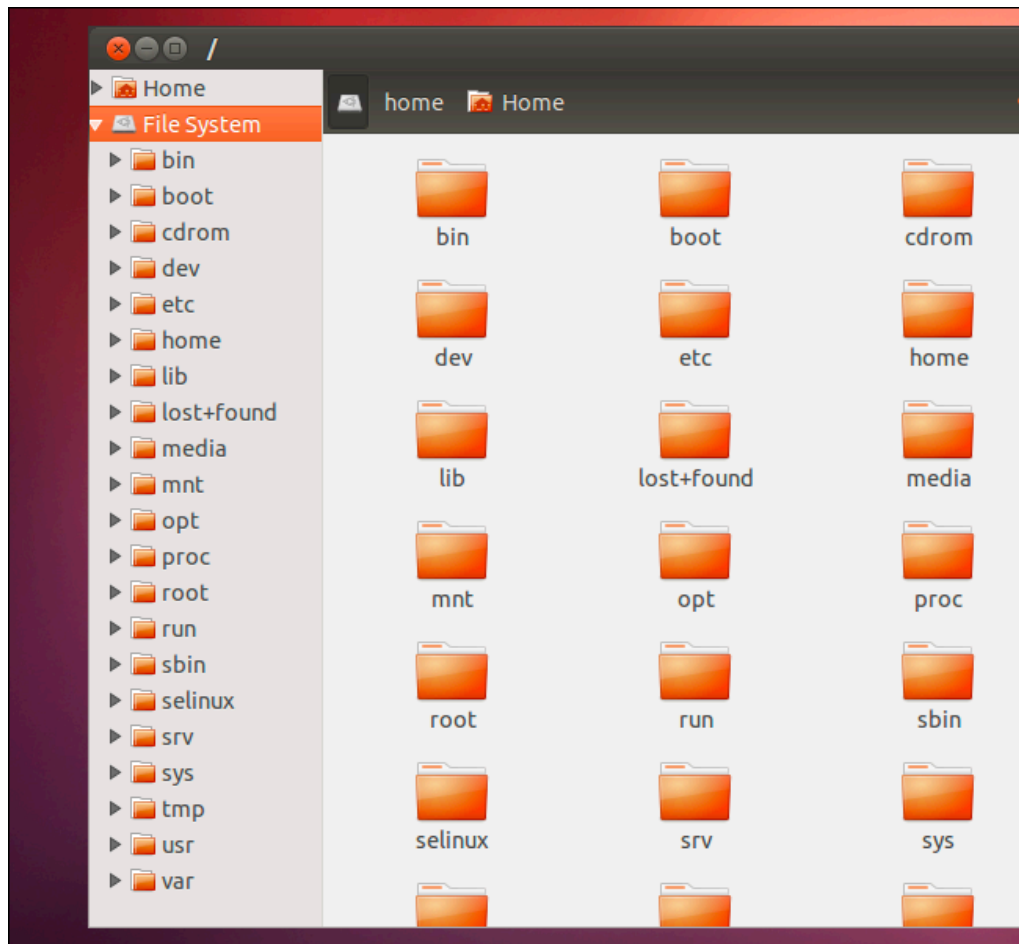 /
Home
File System
bin
boot
cdrom
dev
etc
home
lib
lost+found
media
mnt
opt
proc
root
run
sbin
selinux
srv
sys
tmp
usr
var
home Home
bin boot cdrom
dev etc home
lib lost+found media
mnt opt proc
root run sbin
selinux srv sys